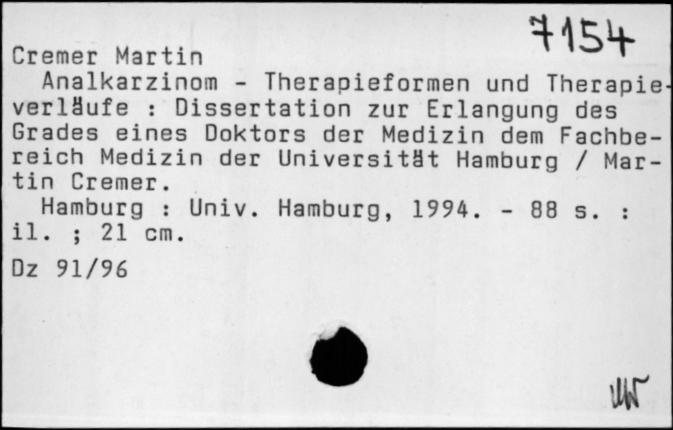 7154
Cremer Martin
Analkarzinom - Therapieformen und Therapie-
verläufe : Dissertation zur Erlangung des
Grades eines Doktors der Medizin dem Fachbe-
reich Medizin der Universität Hamburg / Mar-
tin Cremer.
Hamburg : Univ. Hamburg, 1994. - 88 s. :
il. ; 21 cm.
Dz 91/96